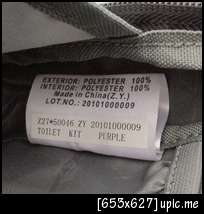 EXTERIOR: POLYESTER 100%
INTERIOR: POLYESTER 100%
Made in China(Z.Y.)
LOT.NO: 20101000009
Z27*50046 ZY 20101000009
TOILET KIT PURPLE
[653x627]uplc.me